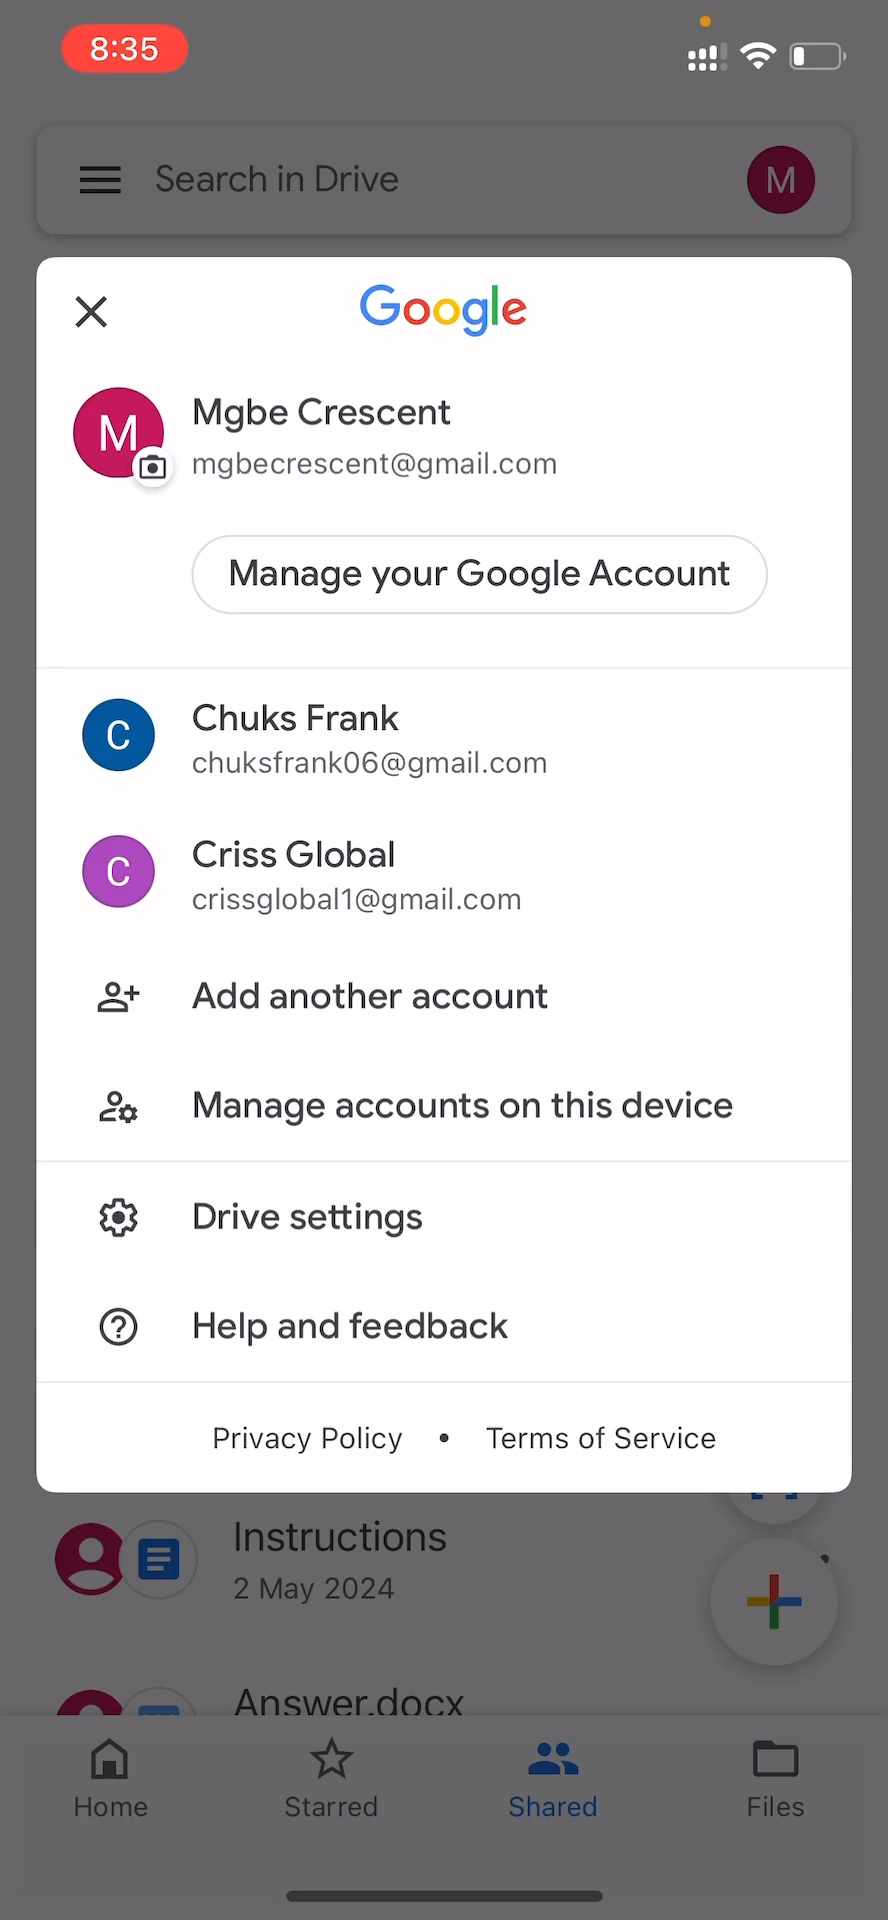 8:35
Search in Drive
M
Google
M
Mgbe Crescent
mgbecrescent@gmail.com
Manage your Google Account
C
Chuks Frank
chuksfrank06@gmail.com
C
Criss Global
crissglobal1@gmail.com
Add another account
Manage accounts on this device
Drive settings
Help and feedback
Privacy Policy • Terms of Service
Instructions
2 May 2024
Answer.docx
Home
Starred
Shared
Files